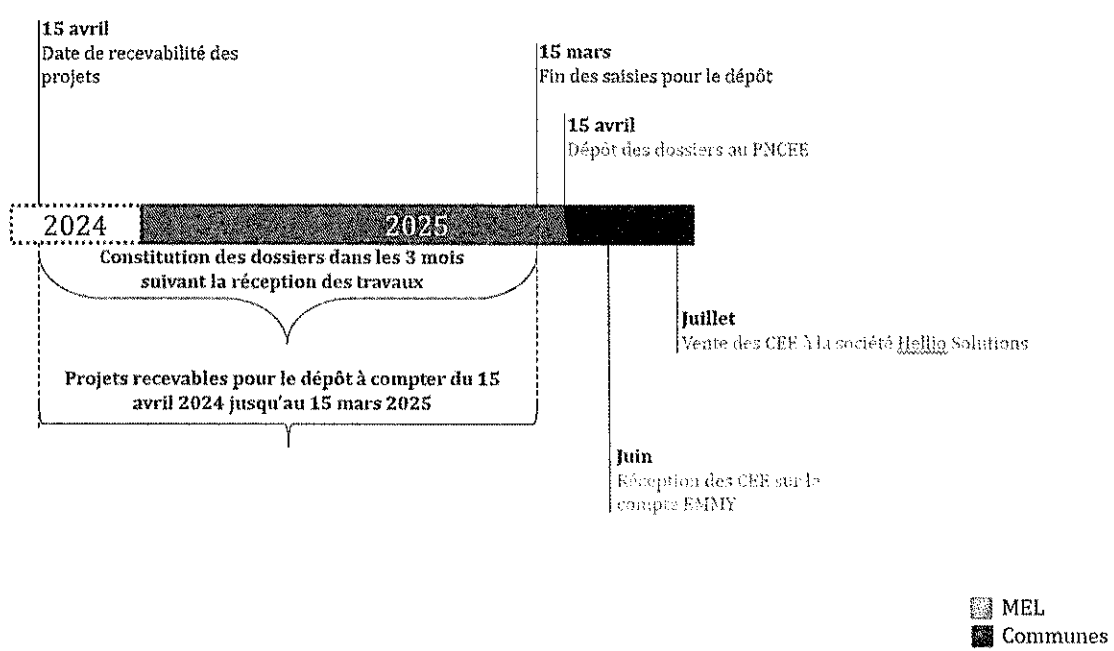 15 avril
Date de recevabilité des
projets
15 mars
Fin des saisies pour le dépôt
15 avril
Dépôt des dossiers au PNCEE
2024
2025
Constitution des dossiers dans les 3 mois
suivant la réception des travaux
Juillet
Vente des CEE à la société Hellio Solutions
Projets recevables pour le dépôt à compter du 15
avril 2024 jusqu'au 15 mars 2025
Juin
Réception des CEE sur le
compte EMMY
MEL
Communes